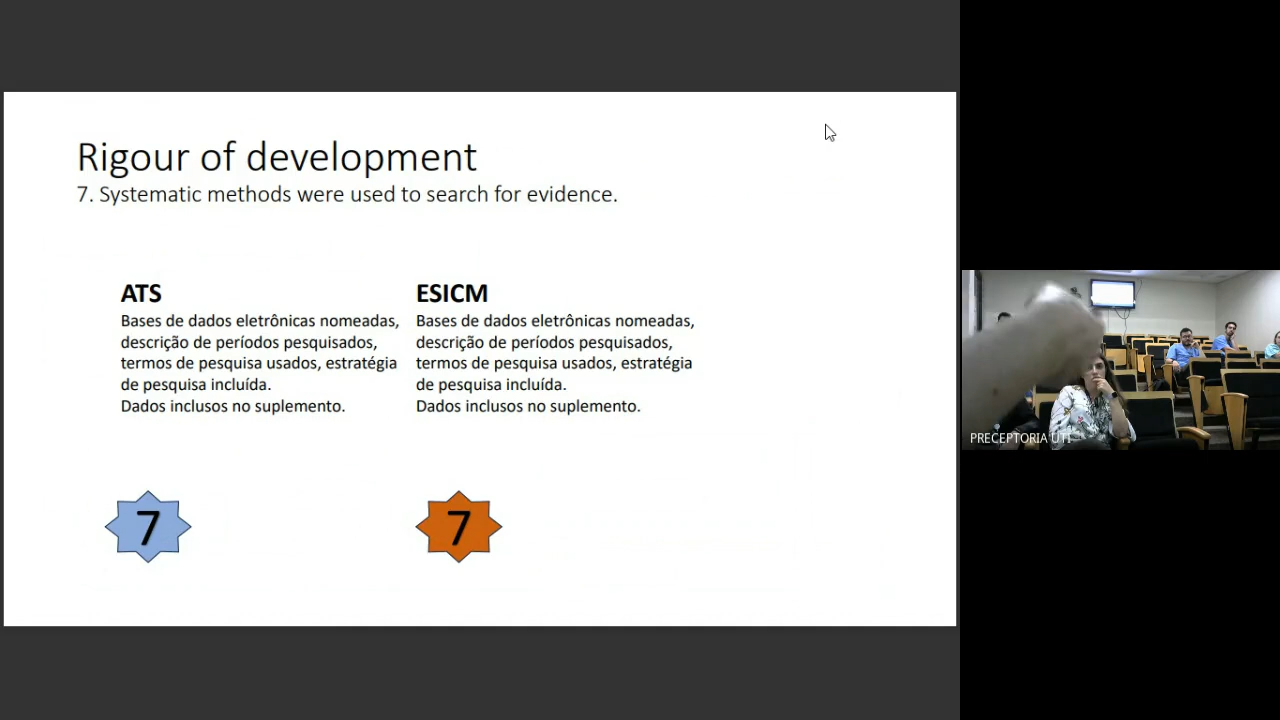 Rigour of development
7. Systematic methods were used to search for evidence.
ATS
Bases de dados eletrônicas nomeadas,
descrição de períodos pesquisados,
termos de pesquisa usados, estratégia
de pesquisa incluída.
Dados inclusos no suplemento.
7
ESICM
Bases de dados eletrônicas nomeadas,
descrição de períodos pesquisados,
termos de pesquisa usados, estratégia
de pesquisa incluída.
Dados inclusos no suplemento.
7
PRECEPTORIA UTI